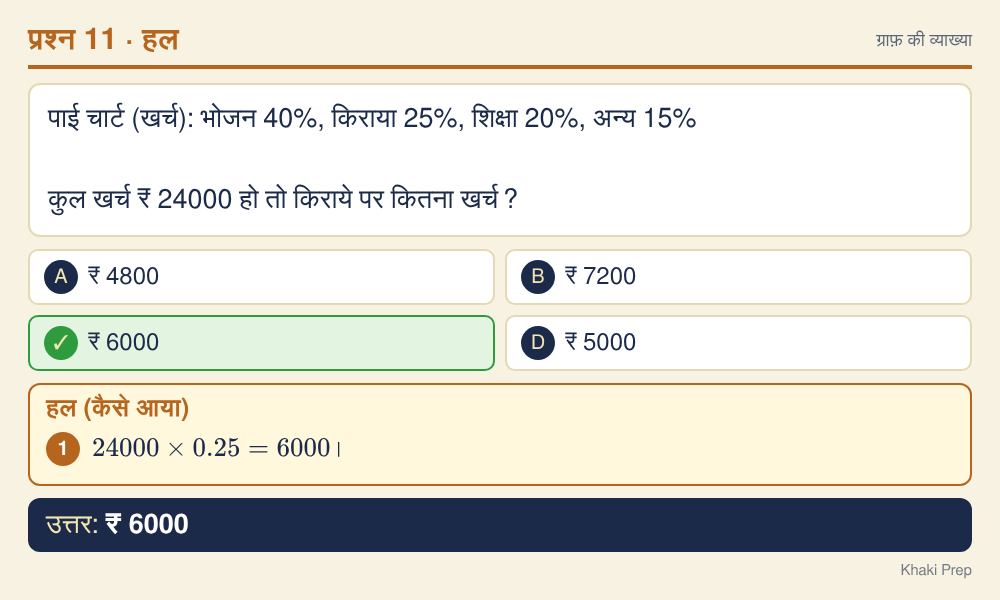 प्रश्न 11 · हल
ग्राफ़ की व्याख्या
पाई चार्ट (खर्च): भोजन 40%, किराया 25%, शिक्षा 20%, अन्य 15%
कुल खर्च ₹ 24000 हो तो किराये पर कितना खर्च ?
A ₹ 4800
B ₹ 7200
✓ ₹ 6000
D ₹ 5000
हल (कैसे आया)
1 24000 × 0.25 = 6000।
उत्तर: ₹ 6000
Khaki Prep